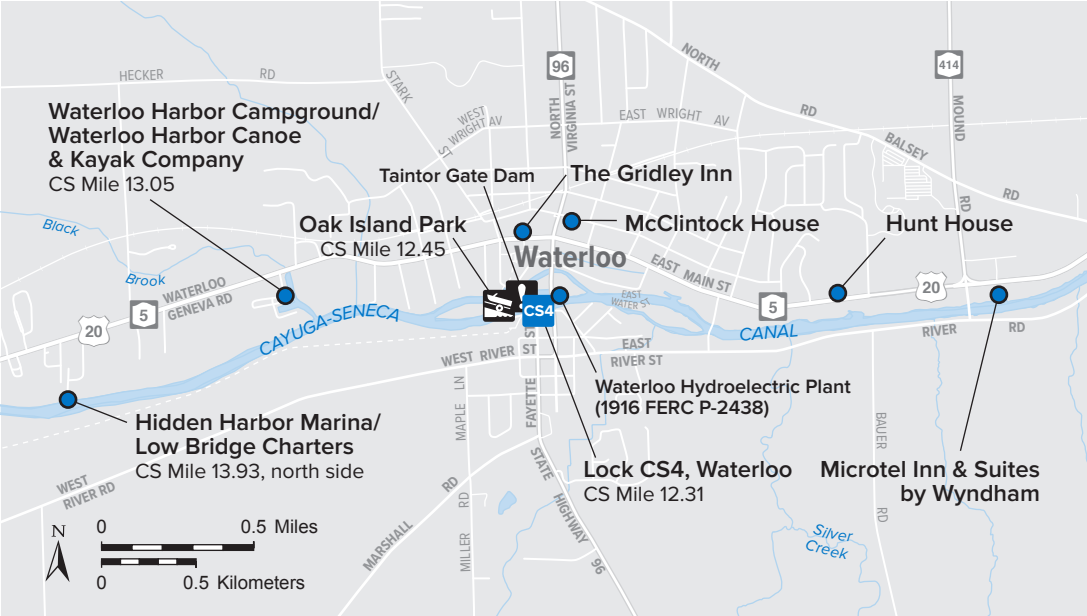 HECKER RD
STARK ST
96
NORTH VIRGINIA ST
NORTH RD
414
MOUND RD
WEST WRIGHT AV
EAST WRIGHT AV
BALSEY RD
Waterloo Harbor Campground/
Waterloo Harbor Canoe
& Kayak Company
CS Mile 13.05
Taintor Gate Dam
The Gridley Inn
Oak Island Park
CS Mile 12.45
McClintock House
Hunt House
Black
Brook
Waterloo
EAST MAIN ST
WATERLOO
GENEVA RD
5
20
CAYUGA-SENECA
CS4
EAST
WATER ST
5
20
CANAL
RIVER RD
WEST RIVER ST
ST
EAST
RIVER ST
FAYETTE
MAPLE LN
Waterloo Hydroelectric Plant
(1916 FERC P-2438)
Hidden Harbor Marina/
Low Bridge Charters
CS Mile 13.93, north side
Lock CS4, Waterloo
CS Mile 12.31
Microtel Inn & Suites
by Wyndham
BAUER RD
WEST
RIVER RD
MARSHALL RD
MILLER RD
STATE HIGHWAY 96
Silver
Creek
N
0 0.5 Miles
0 0.5 Kilometers